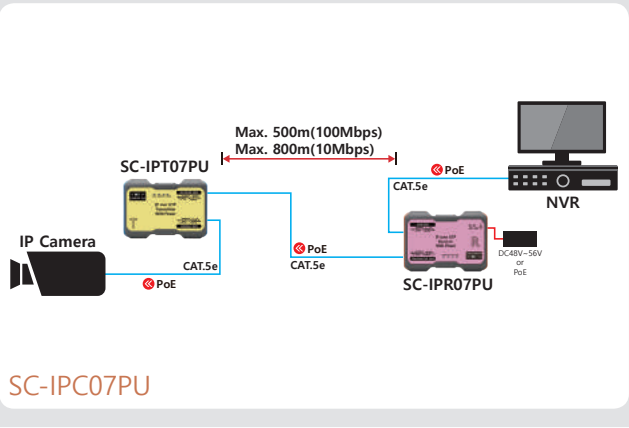 Max. 500m(100Mbps)
Max. 800m(10Mbps)
SC-IPT07PU
PoE
CAT.5e
NVR
IP Camera
PoE
CAT.5e
CAT.5e
PoE
R
DC48V~56V
or
PoE
SC-IPR07PU
SC-IPC07PU